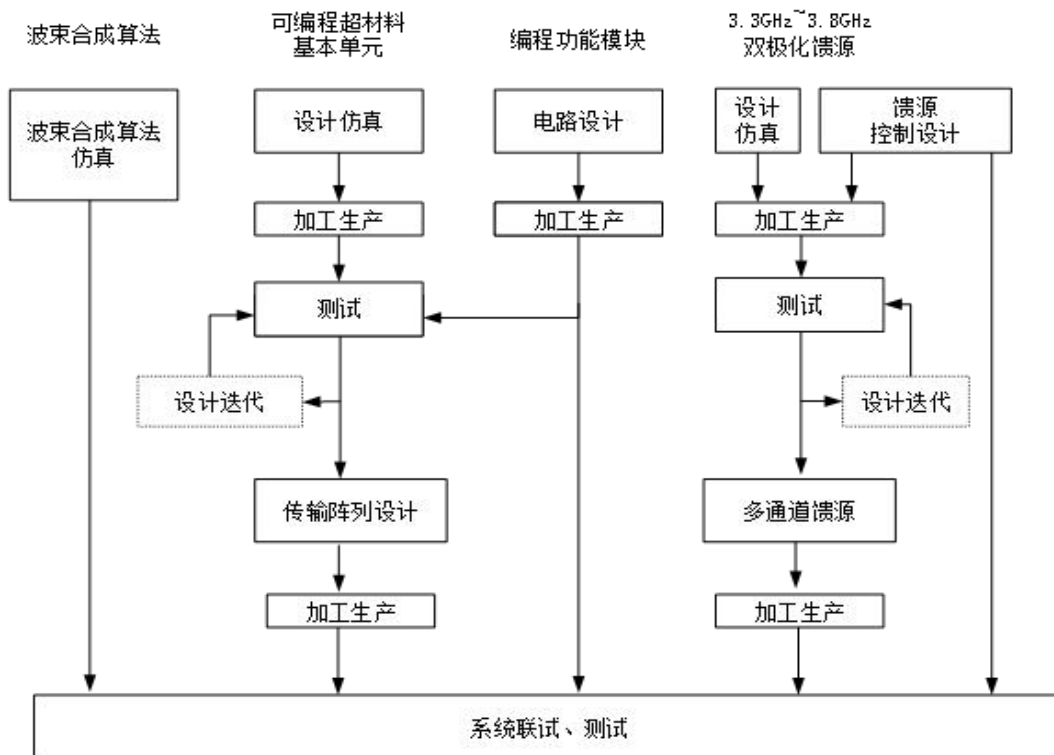 波束合成算法
可编程超材料
基本单元
编程功能模块
3.3GHz~3.8GHz
双极化馈源
波束合成算法
仿真
设计仿真
电路设计
设计
仿真
馈源
控制设计
加工生产
加工生产
加工生产
测试
测试
设计迭代
设计迭代
传输阵列设计
多通道馈源
加工生产
加工生产
系统联试、测试